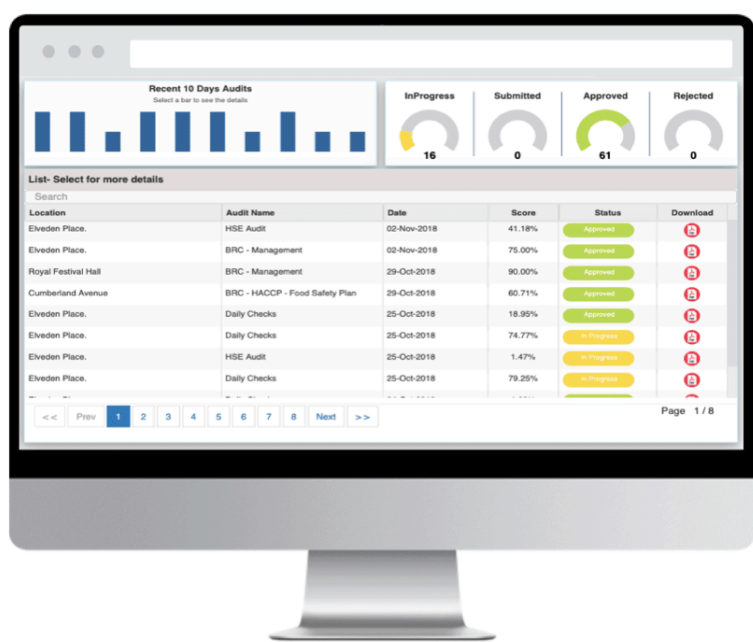 Recent 10 Days Audits
Select a bar to see the details
InProgress Submitted Approved Rejected
16 0 61 0
List- Select for more details
Search
Location Audit Name Date Score Status Download
Elveden Place. HSE Audit 02-Nov-2018 41.18% Approved
Elveden Place. BRC - Management 02-Nov-2018 75.00% Approved
Royal Festival Hall BRC - Management 29-Oct-2018 90.00% Approved
Cumberland Avenue BRC - HACCP - Food Safety Plan 29-Oct-2018 60.71% Approved
Elveden Place. Daily Checks 25-Oct-2018 18.95% Approved
Elveden Place. Daily Checks 25-Oct-2018 74.77% In Progress
Elveden Place. HSE Audit 25-Oct-2018 1.47% In Progress
Elveden Place. Daily Checks 25-Oct-2018 79.25% In Progress
<< Prev 1 2 3 4 5 6 7 8 Next >> Page 1/8